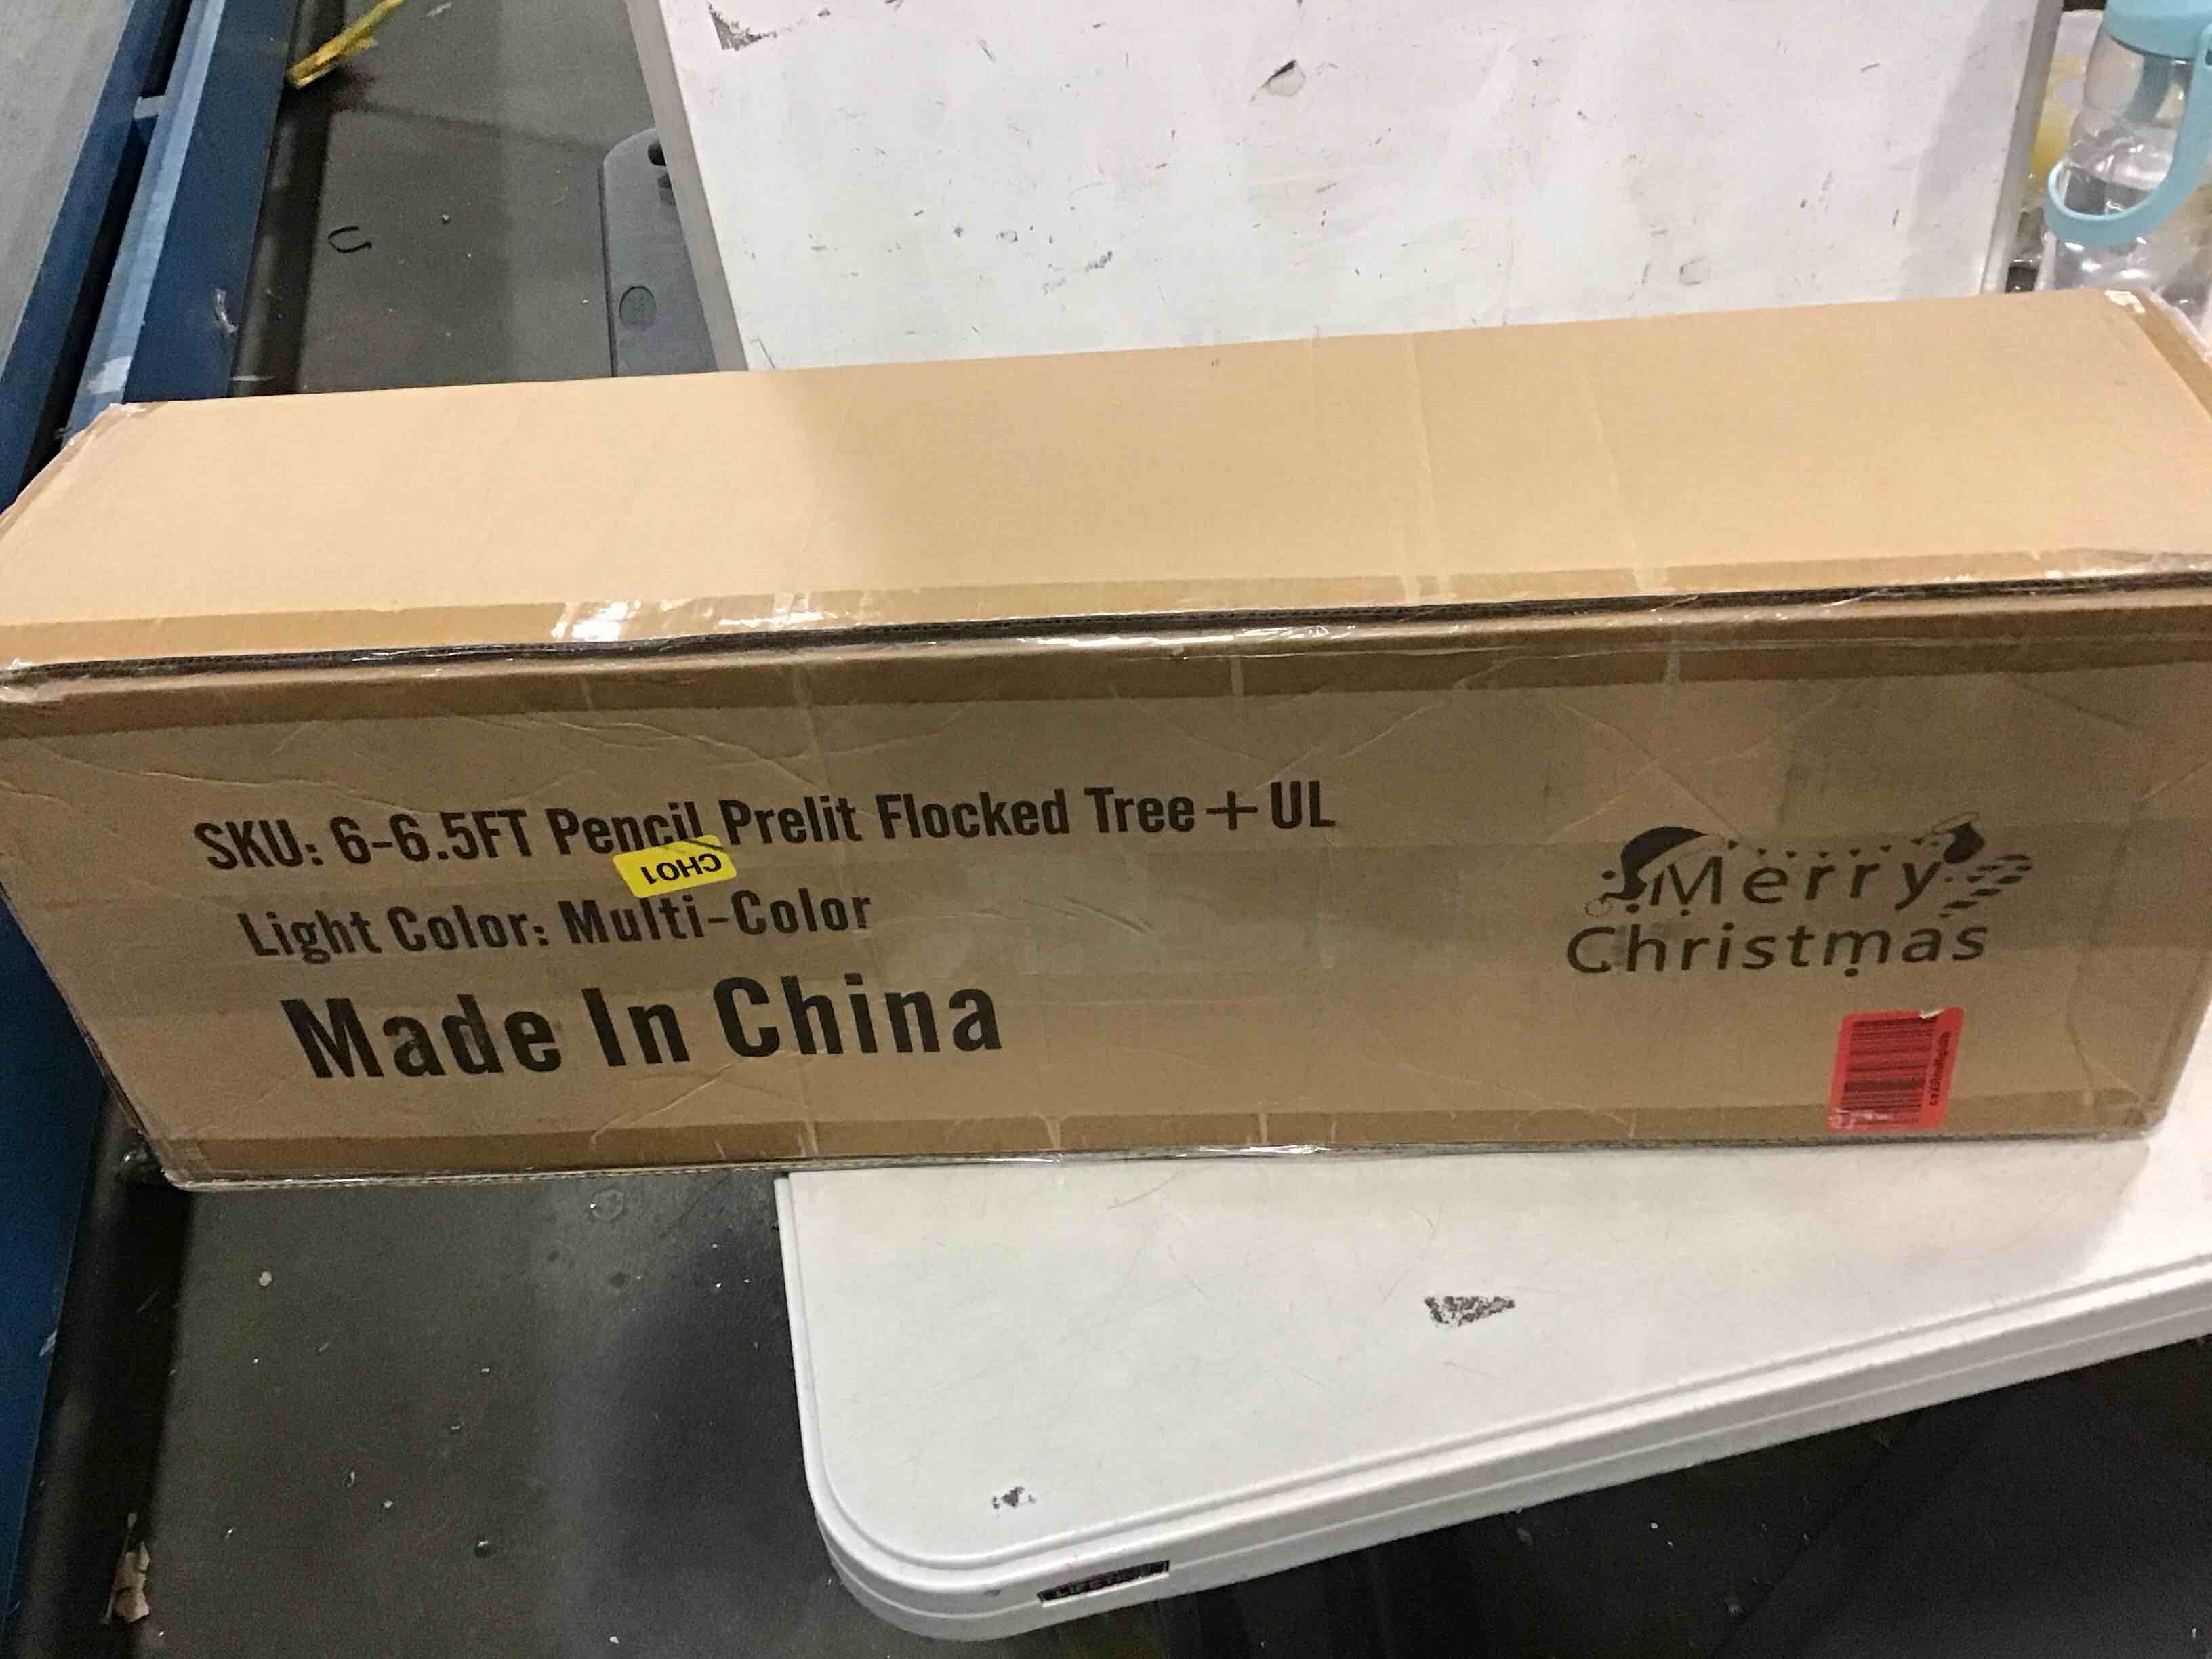 SKU: 6-6.5FT Pencil Prelit Flocked Tree+UL
CH01
Light Color: Multi-Color
Made In China
Merry
Christmas
LIFETIME